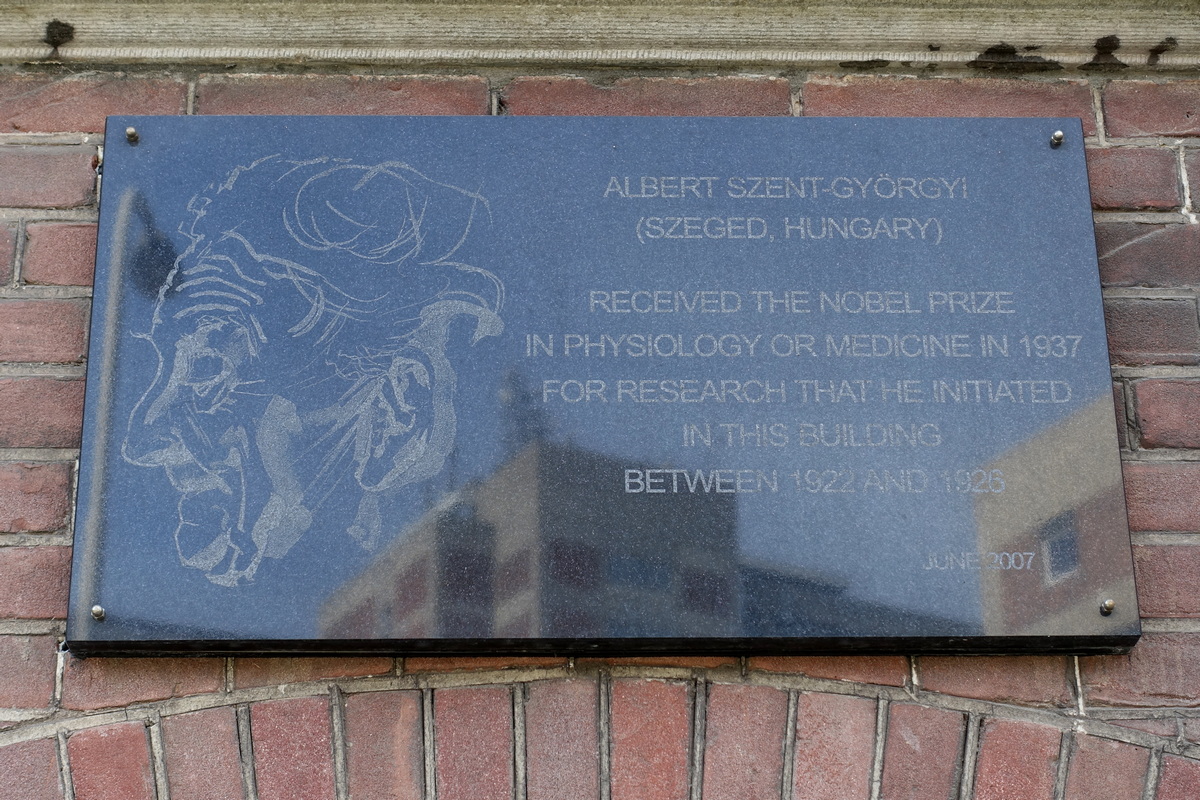 ALBERT SZENT-GYÖRGYI
(SZEGED, HUNGARY)
RECEIVED THE NOBEL PRIZE
IN PHYSIOLOGY OR MEDICINE IN 1937
FOR RESEARCH THAT HE INITIATED
IN THIS BUILDING
BETWEEN 1922 AND 1926
JUNE 2007